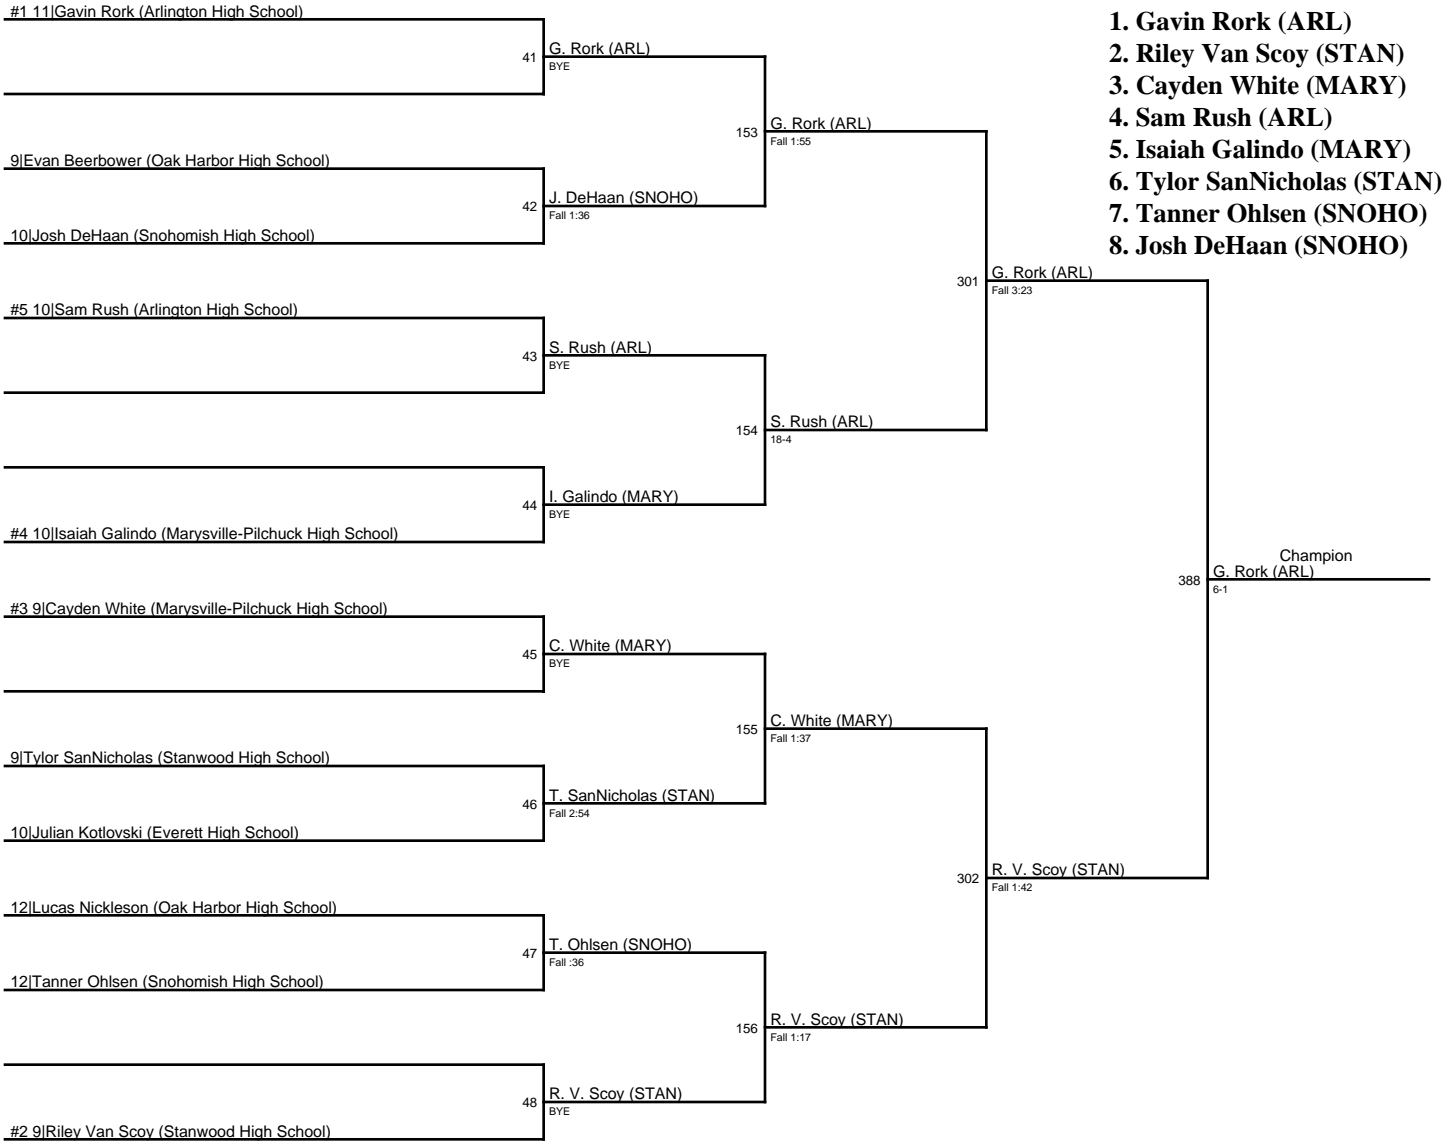 #1 11|Gavin Rork (Arlington High School)
41
G. Rork (ARL)
BYE
9|Evan Beerbower (Oak Harbor High School)
42
J. DeHaan (SNOHO)
Fall 1:36
10|Josh DeHaan (Snohomish High School)
153
G. Rork (ARL)
Fall 1:55
#5 10|Sam Rush (Arlington High School)
43
S. Rush (ARL)
BYE
154
S. Rush (ARL)
18-4
44
I. Galindo (MARY)
BYE
#4 10|Isaiah Galindo (Marysville-Pilchuck High School)
301
G. Rork (ARL)
Fall 3:23
#3 9|Cayden White (Marysville-Pilchuck High School)
45
C. White (MARY)
BYE
155
C. White (MARY)
Fall 1:37
9|Tylor SanNicholas (Stanwood High School)
46
T. SanNicholas (STAN)
Fall 2:54
10|Julian Kotlovski (Everett High School)
302
R. V. Scoy (STAN)
Fall 1:42
12|Lucas Nickleson (Oak Harbor High School)
47
T. Ohlsen (SNOHO)
Fall :36
12|Tanner Ohlsen (Snohomish High School)
156
R. V. Scoy (STAN)
Fall 1:17
48
R. V. Scoy (STAN)
BYE
#2 9|Riley Van Scoy (Stanwood High School)
388
Champion
G. Rork (ARL)
6-1
1. Gavin Rork (ARL)
2. Riley Van Scoy (STAN)
3. Cayden White (MARY)
4. Sam Rush (ARL)
5. Isaiah Galindo (MARY)
6. Tylor SanNicholas (STAN)
7. Tanner Ohlsen (SNOHO)
8. Josh DeHaan (SNOHO)